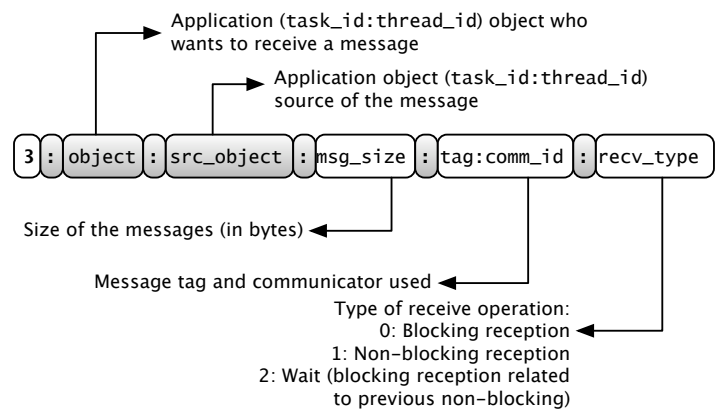 Application (task_id:thread_id) object who
wants to receive a message
Application object (task_id:thread_id)
source of the message
3:object:src_object:msg_size:tag:comm_id:recv_type
Size of the messages (in bytes)
Message tag and communicator used
Type of receive operation:
0: Blocking reception
1: Non-blocking reception
2: Wait (blocking reception related
to previous non-blocking)